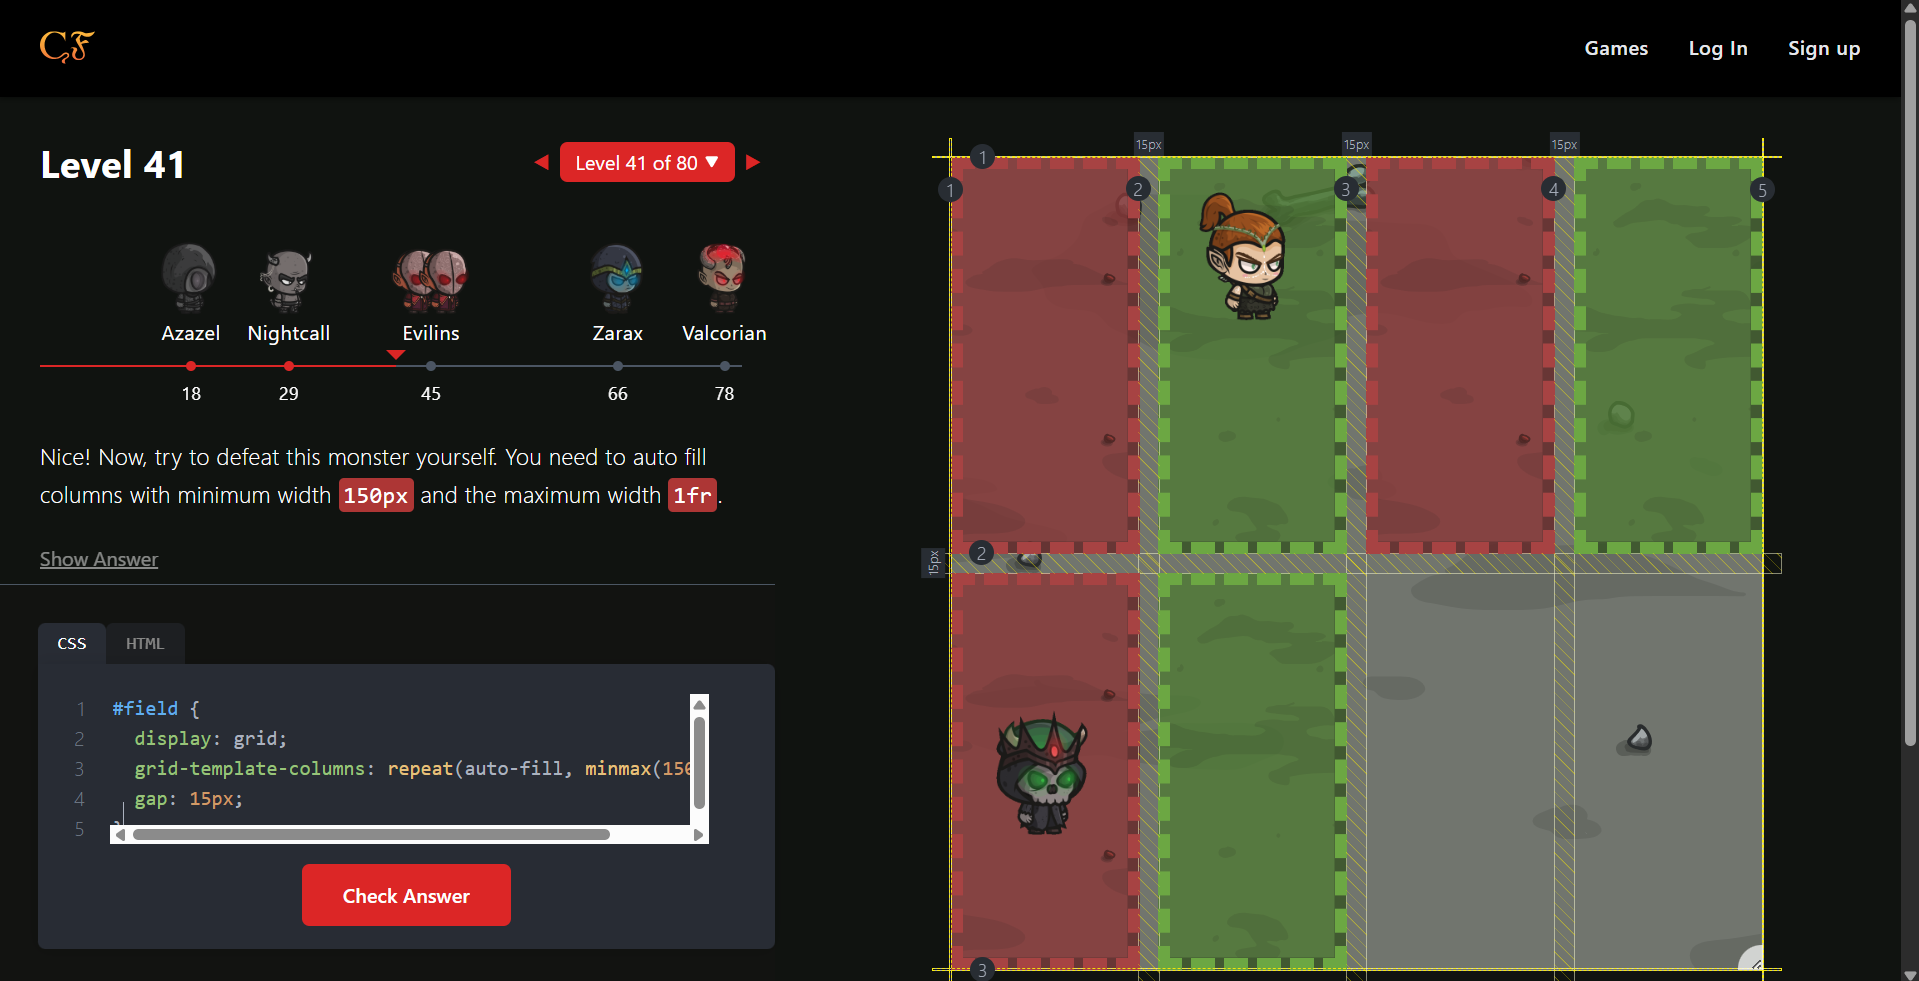 CF
Games
Log In
Sign up
Level 41
Level 41 of 80 ▼
Azazel
Nightcall
Evilins
Zarax
Valcorian
18
29
45
66
78
Nice! Now, try to defeat this monster yourself. You need to auto fill
columns with minimum width 150px and the maximum width 1fr.
Show Answer
CSS
HTML
1 #field {
2 display: grid;
3 grid-template-columns: repeat(auto-fill, minmax(150
4 gap: 15px;
5 }
Check Answer
15px
15px
15px
1
1
2
3
4
5
15px
2
3